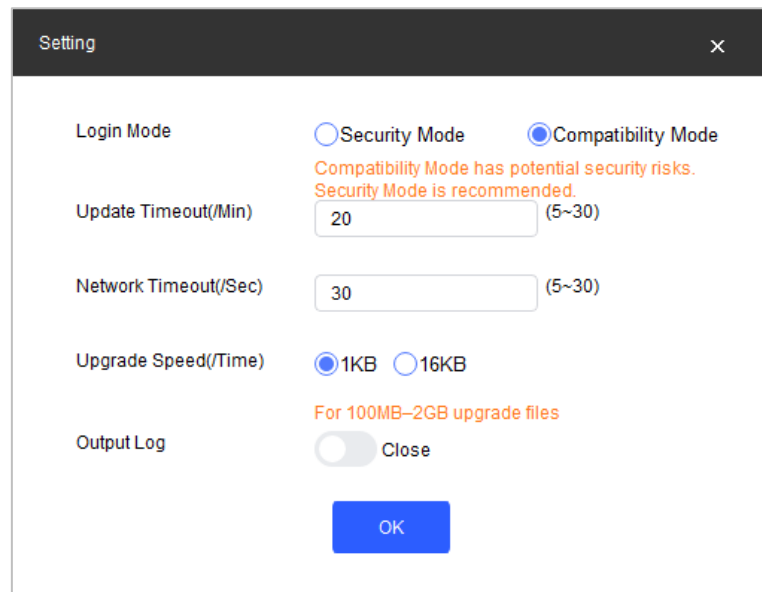 Setting ×
Login Mode Security Mode Compatibility Mode
Compatibility Mode has potential security risks.
Security Mode is recommended.
Update Timeout(/Min) 20 (5~30)
Network Timeout(/Sec) 30 (5~30)
Upgrade Speed(/Time) 1KB 16KB
For 100MB–2GB upgrade files
Output Log Close
OK